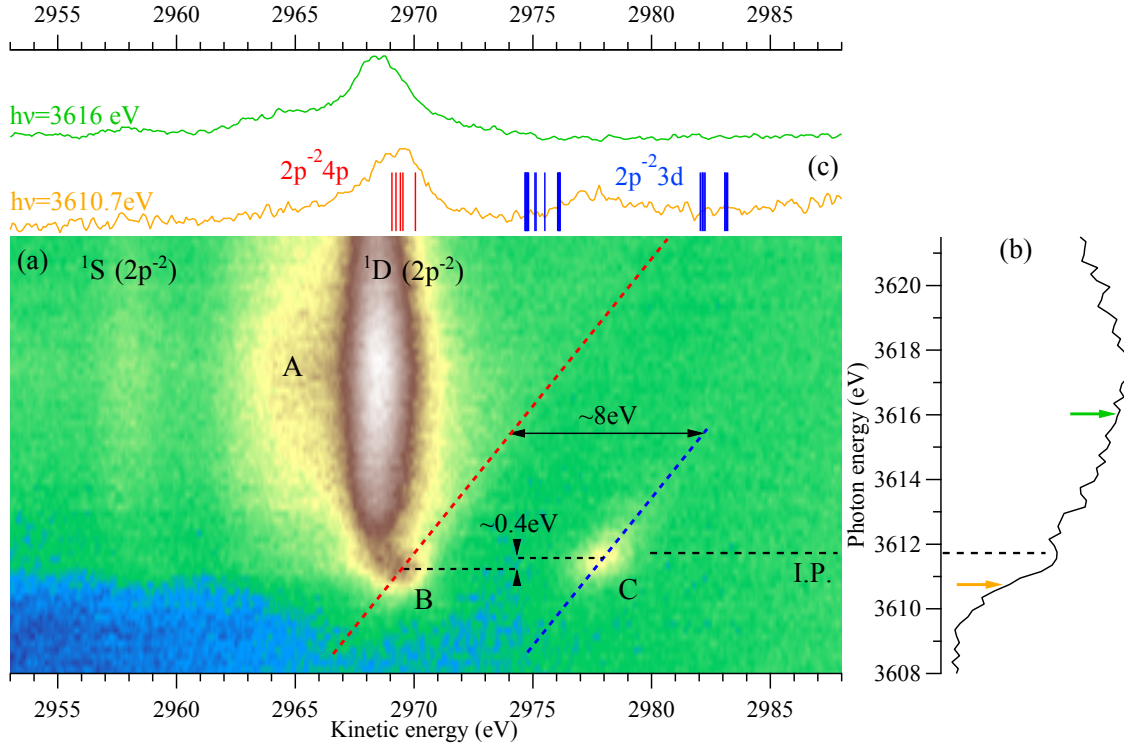 2955 2960 2965 2970 2975 2980 2985
hν=3616 eV
2p⁻²4p
2p⁻²3d
(c)
hν=3610.7eV
(a)
¹S (2p⁻²)
¹D (2p⁻²)
(b)
A
~8eV
~0.4eV
I.P.
B
C
3620
3618
3616
3614
3612
3610
3608
Photon energy (eV)
2955 2960 2965 2970 2975 2980 2985
Kinetic energy (eV)